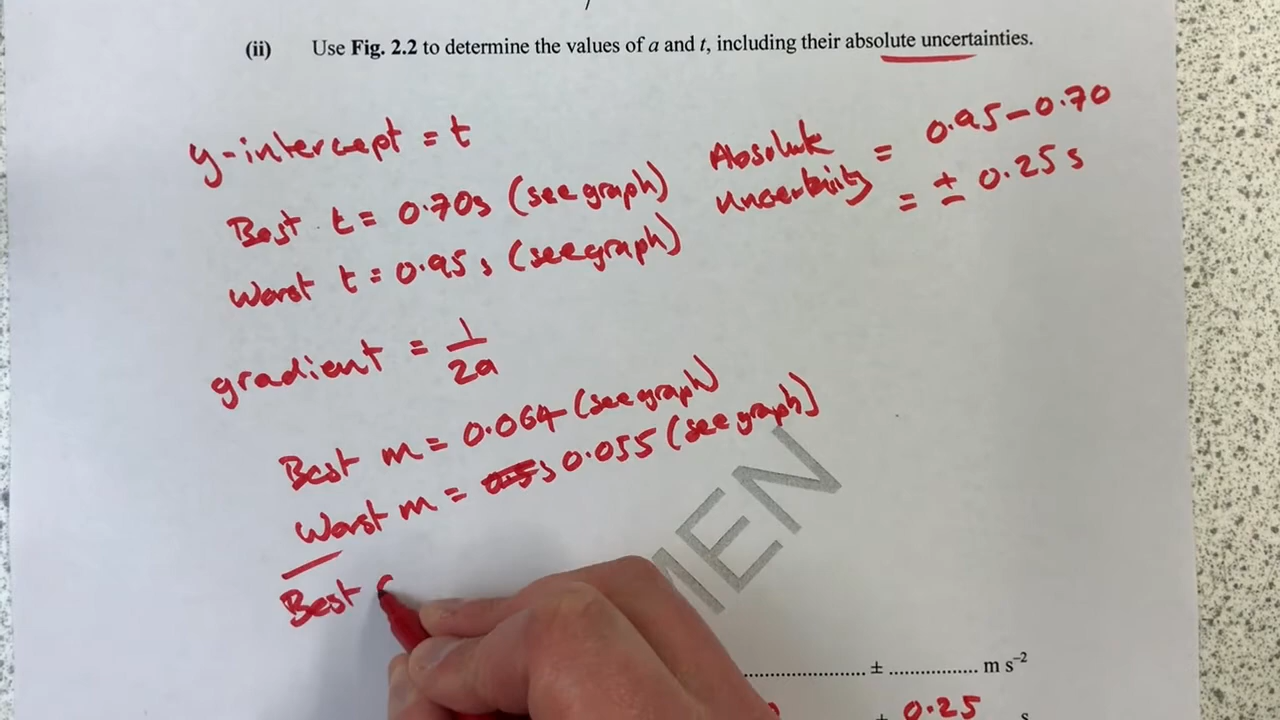 (ii) Use Fig. 2.2 to determine the values of a and t, including their absolute uncertainties.
y-intercept = t
Best t = 0.70s (see graph)
Worst t = 0.95 s (see graph)
Absolute uncertainty = 0.95-0.70
= ± 0.25 s
gradient = 1/2a
Best m = 0.064 (see graph)
Worst m = 0.055 (see graph)
Best
MEN
.................... ± ................ m s⁻²
± 0.25 s